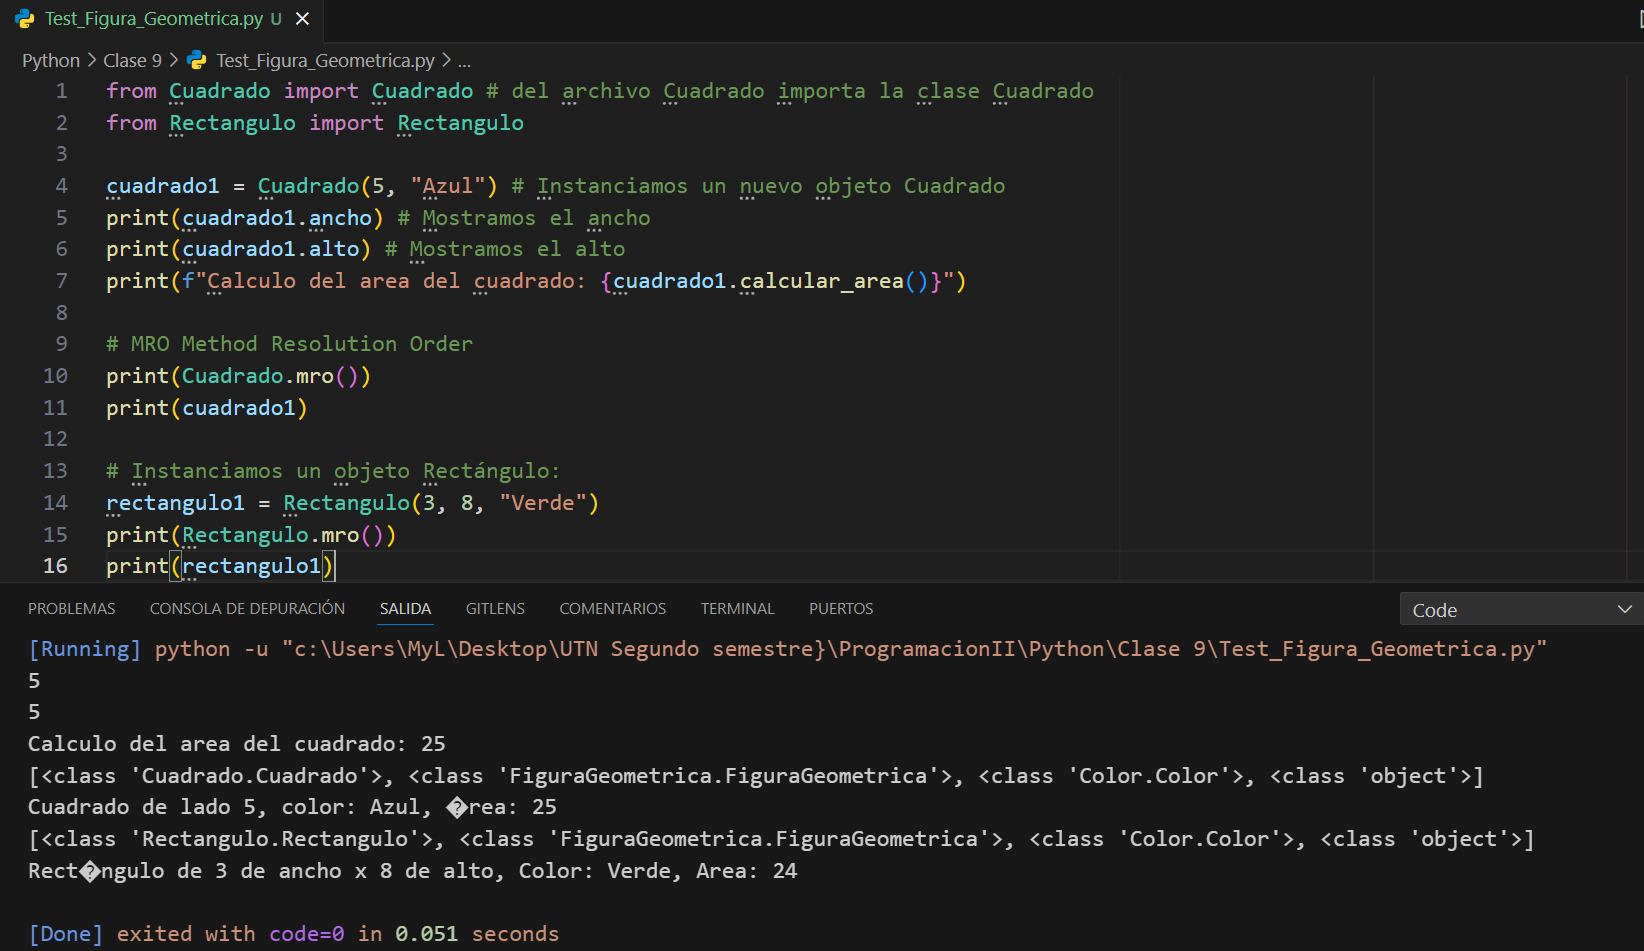 Test_Figura_Geometrica.py U
Python > Clase 9 > Test_Figura_Geometrica.py > ...
1 from Cuadrado import Cuadrado # del archivo Cuadrado importa la clase Cuadrado
2 from Rectangulo import Rectangulo
3
4 cuadrado1 = Cuadrado(5, "Azul") # Instanciamos un nuevo objeto Cuadrado
5 print(cuadrado1.ancho) # Mostramos el ancho
6 print(cuadrado1.alto) # Mostramos el alto
7 print(f"Calculo del area del cuadrado: {cuadrado1.calcular_area()}")
8
9 # MRO Method Resolution Order
10 print(Cuadrado.mro())
11 print(cuadrado1)
12
13 # Instanciamos un objeto Rectángulo:
14 rectangulo1 = Rectangulo(3, 8, "Verde")
15 print(Rectangulo.mro())
16 print(rectangulo1)
PROBLEMAS CONSOLA DE DEPURACIÓN SALIDA GITLENS COMENTARIOS TERMINAL PUERTOS Code
[Running] python -u "c:\Users\MyL\Desktop\UTN Segundo semestre}\ProgramacionII\Python\Clase 9\Test_Figura_Geometrica.py"
5
5
Calculo del area del cuadrado: 25
[<class 'Cuadrado.Cuadrado'>, <class 'FiguraGeometrica.FiguraGeometrica'>, <class 'Color.Color'>, <class 'object'>]
Cuadrado de lado 5, color: Azul, �rea: 25
[<class 'Rectangulo.Rectangulo'>, <class 'FiguraGeometrica.FiguraGeometrica'>, <class 'Color.Color'>, <class 'object'>]
Rect�ngulo de 3 de ancho x 8 de alto, Color: Verde, Area: 24
[Done] exited with code=0 in 0.051 seconds